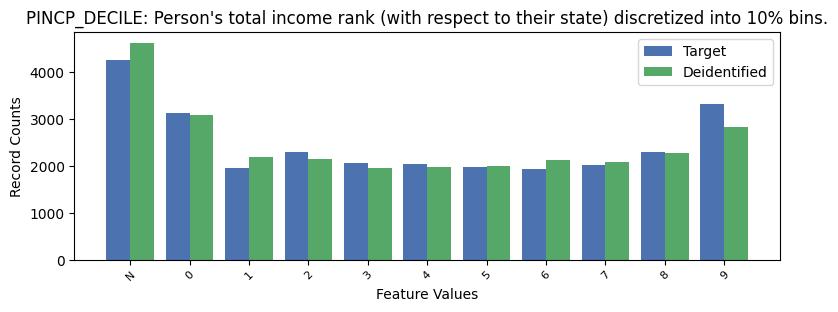 PINCP_DECILE: Person's total income rank (with respect to their state) discretized into 10% bins.
Target
Deidentified
Record Counts
4000
3000
2000
1000
0
N 0 1 2 3 4 5 6 7 8 9
Feature Values